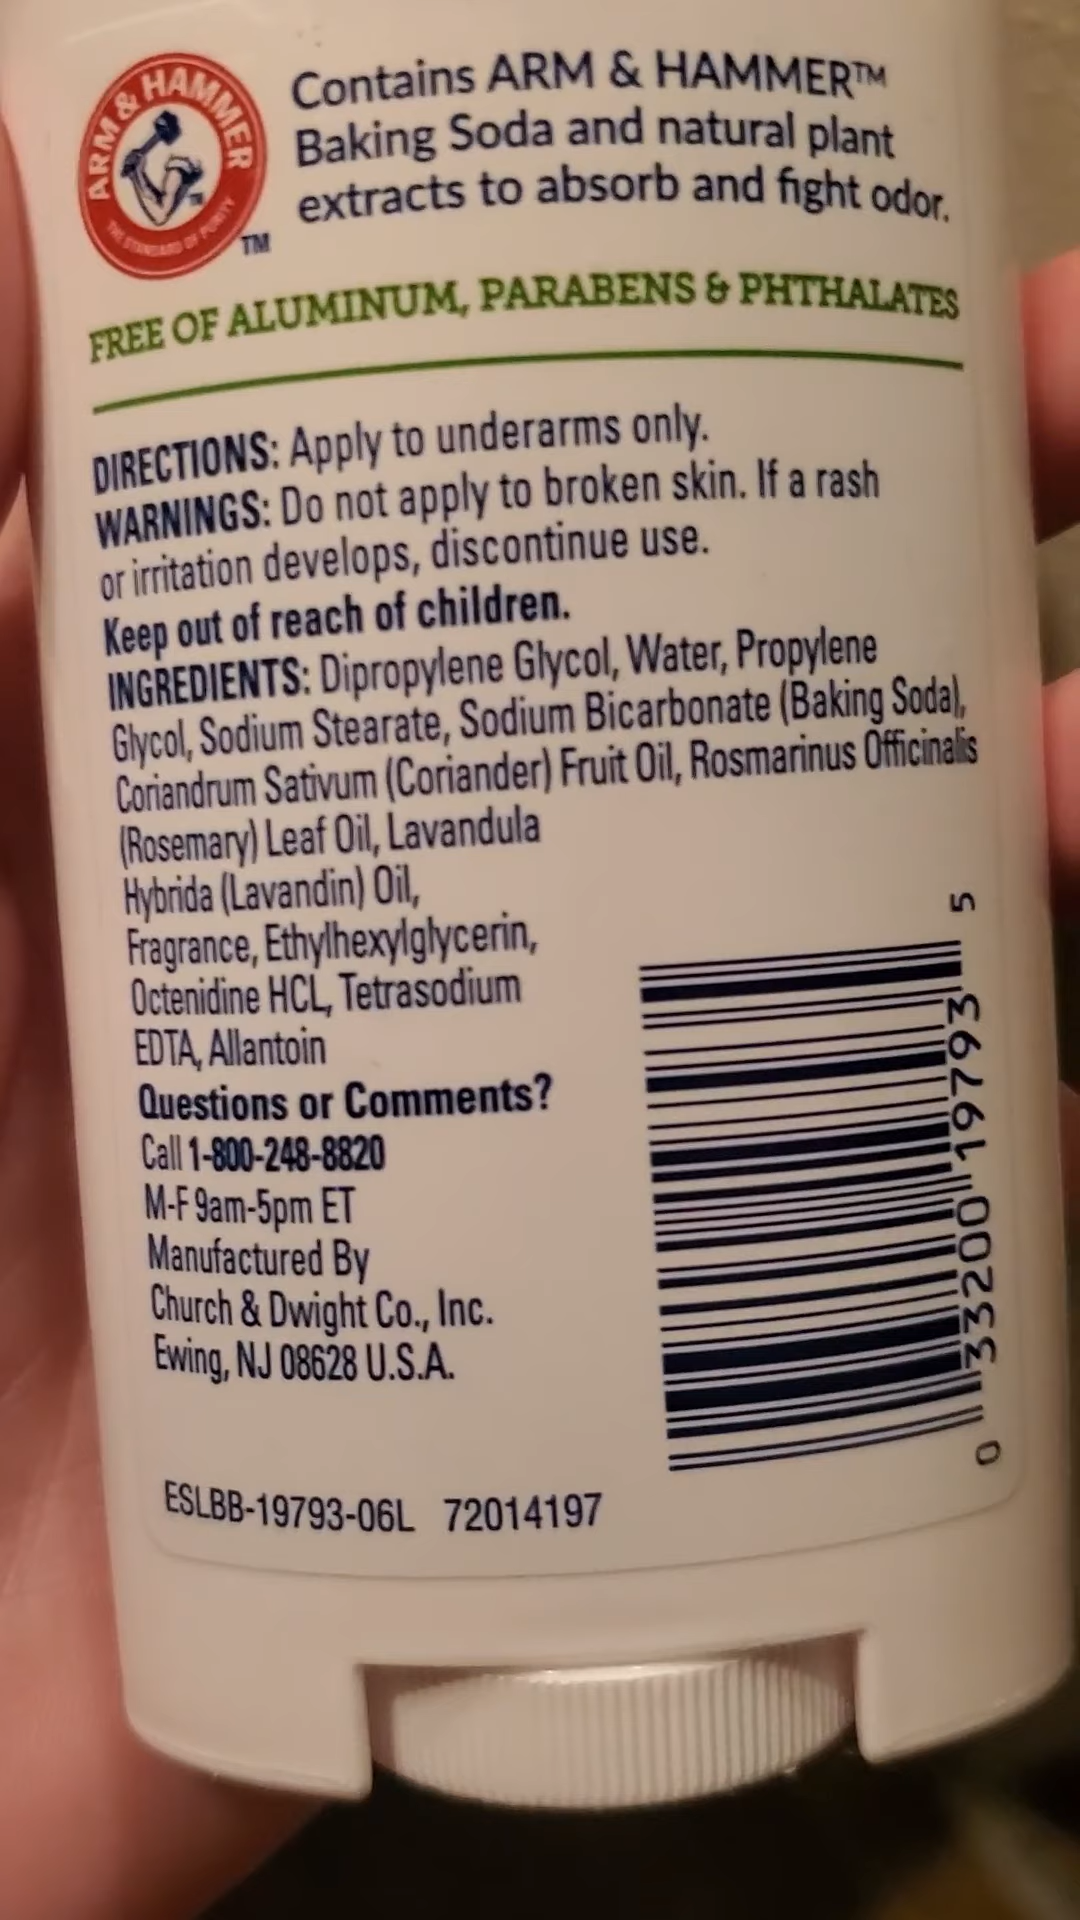 ARM & HAMMER
THE STANDARD OF PURITY
TM
Contains ARM & HAMMER™
Baking Soda and natural plant
extracts to absorb and fight odor.
FREE OF ALUMINUM, PARABENS & PHTHALATES
DIRECTIONS: Apply to underarms only.
WARNINGS: Do not apply to broken skin. If a rash
or irritation develops, discontinue use.
Keep out of reach of children.
INGREDIENTS: Dipropylene Glycol, Water, Propylene
Glycol, Sodium Stearate, Sodium Bicarbonate (Baking Soda),
Coriandrum Sativum (Coriander) Fruit Oil, Rosmarinus Officinalis
(Rosemary) Leaf Oil, Lavandula
Hybrida (Lavandin) Oil,
Fragrance, Ethylhexylglycerin,
Octenidine HCL, Tetrasodium
EDTA, Allantoin
Questions or Comments?
Call 1-800-248-8820
M-F 9am-5pm ET
Manufactured By
Church & Dwight Co., Inc.
Ewing, NJ 08628 U.S.A.
0 33200 19793 5
ESLBB-19793-06L 72014197